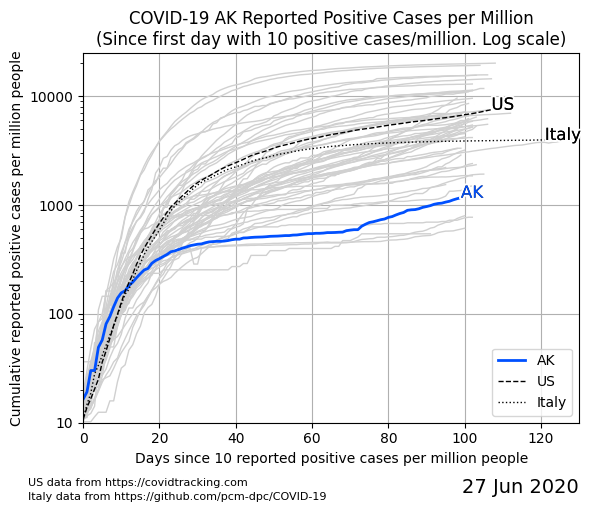 COVID-19 AK Reported Positive Cases per Million
(Since first day with 10 positive cases/million. Log scale)
Cumulative reported positive cases per million people
10000
1000
100
10
US
Italy
AK
AK
US
Italy
0
20
40
60
80
100
120
Days since 10 reported positive cases per million people
US data from https://covidtracking.com
Italy data from https://github.com/pcm-dpc/COVID-19
27 Jun 2020